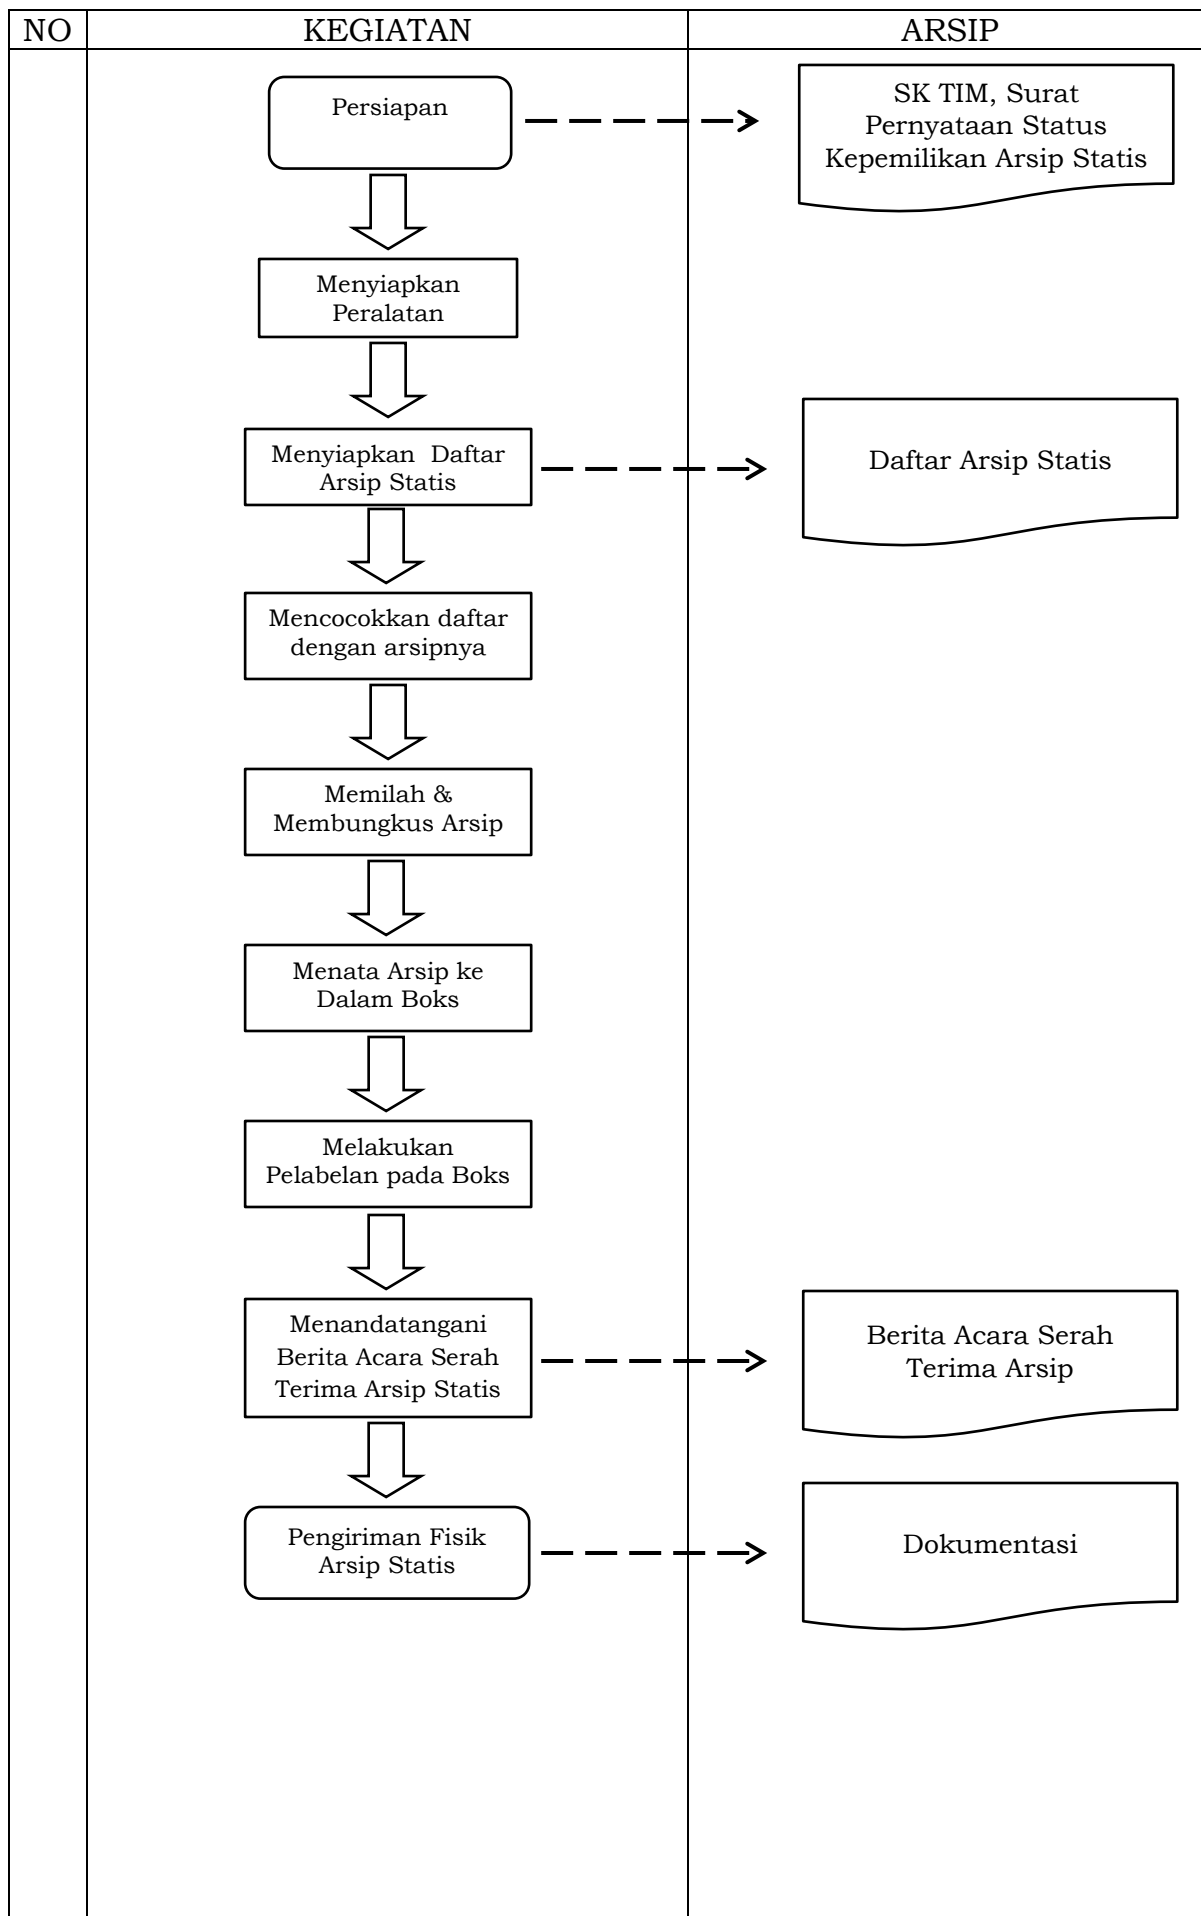 NO KEGIATAN ARSIP
Persiapan
SK TIM, Surat
Pernyataan Status
Kepemilikan Arsip Statis
Menyiapkan
Peralatan
Menyiapkan Daftar
Arsip Statis
Daftar Arsip Statis
Mencocokkan daftar
dengan arsipnya
Memilah &
Membungkus Arsip
Menata Arsip ke
Dalam Boks
Melakukan
Pelabelan pada Boks
Menandatangani
Berita Acara Serah
Terima Arsip Statis
Berita Acara Serah
Terima Arsip
Pengiriman Fisik
Arsip Statis
Dokumentasi